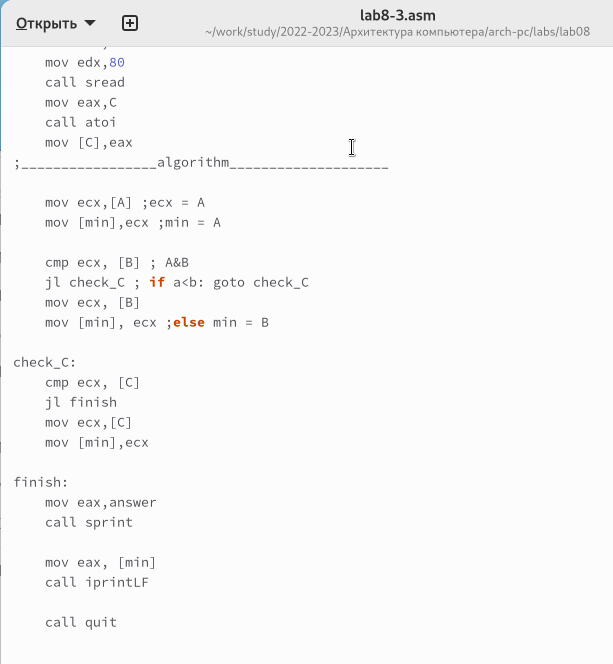 Открыть
lab8-3.asm
~/work/study/2022-2023/Архитектура компьютера/arch-pc/labs/lab08
mov edx,80
call sread
mov eax,C
call atoi
mov [C],eax
;_________________algorithm____________________
mov ecx,[A] ;ecx = A
mov [min],ecx ;min = A
cmp ecx, [B] ; A&B
jl check_C ; if a<b: goto check_C
mov ecx, [B]
mov [min], ecx ;else min = B
check_C:
cmp ecx, [C]
jl finish
mov ecx,[C]
mov [min],ecx
finish:
mov eax,answer
call sprint
mov eax, [min]
call iprintLF
call quit